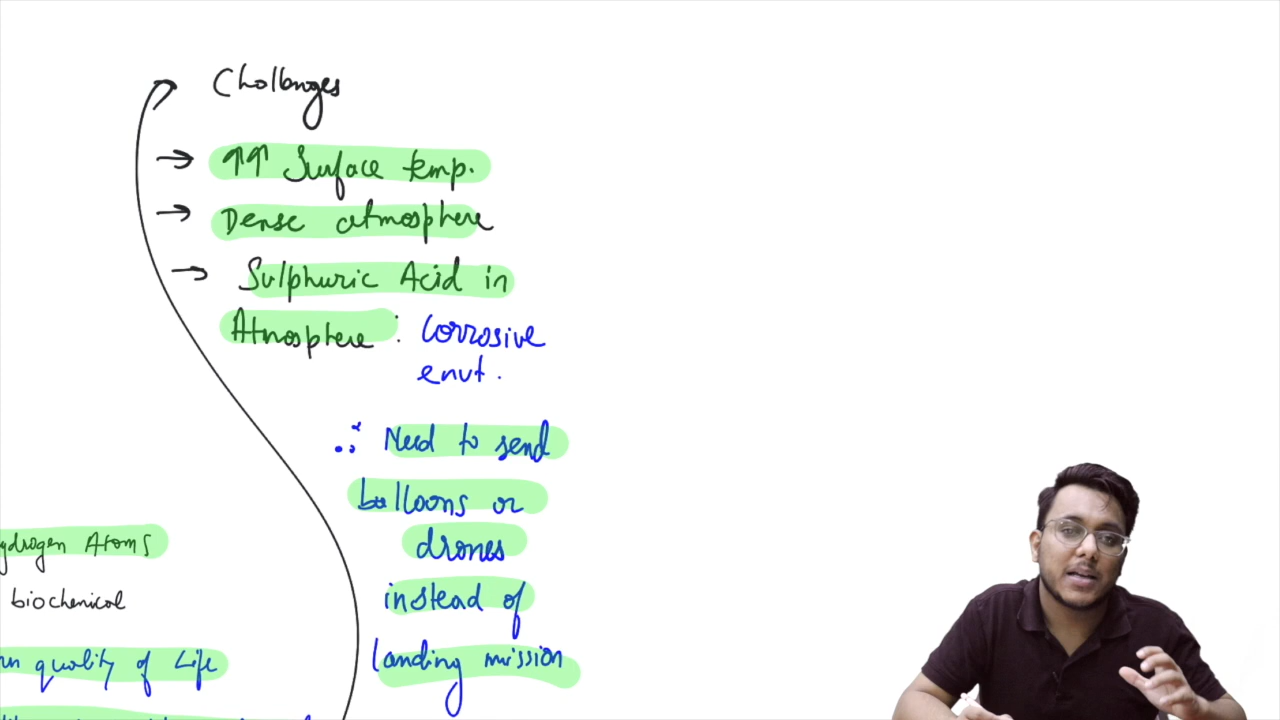 Challenges
→ ↑↑ Surface temp.
→ Dense atmosphere
→ Sulphuric Acid in
Atmosphere : Corrosive
envt.
∴ Need to send
balloons or
drones
instead of
landing mission
ydrogen Atoms
biochemical
quality of Life